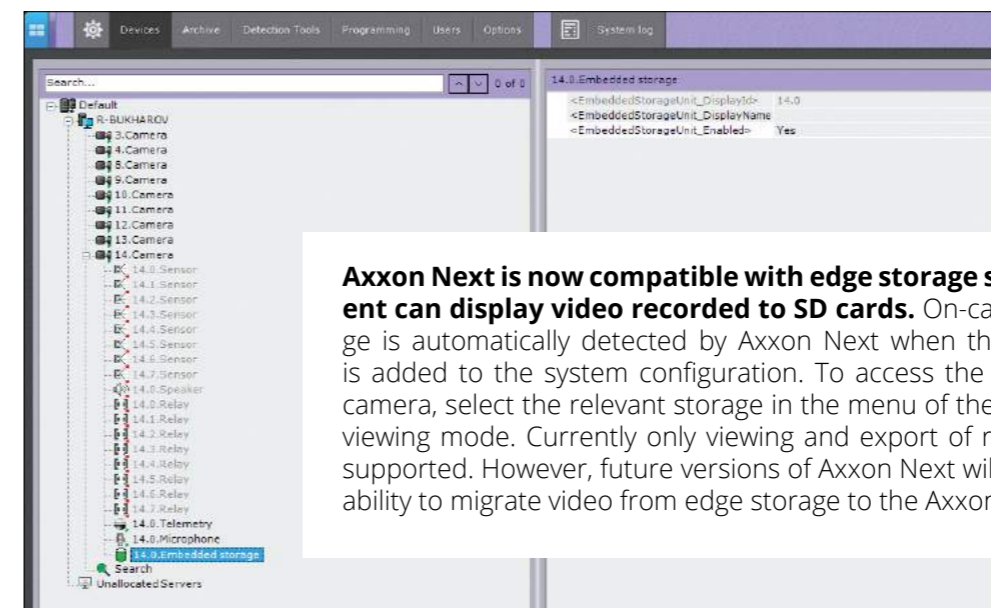 Devices Archive Detection Tools Programming Users Options System log
Search... 0 of 0
Default
R-BUKHAROV
3.Camera
4.Camera
8.Camera
9.Camera
10.Camera
11.Camera
12.Camera
13.Camera
14.Camera
14.0.Sensor
14.1.Sensor
14.2.Sensor
14.3.Sensor
14.4.Sensor
14.5.Sensor
14.6.Sensor
14.7.Sensor
14.0.Speaker
14.0.Relay
14.1.Relay
14.2.Relay
14.3.Relay
14.4.Relay
14.5.Relay
14.6.Relay
14.7.Relay
14.0.Telemetry
14.0.Microphone
14.0.Embedded storage
Search
Unallocated Servers
14.0.Embedded storage
<EmbeddedStorageUnit_DisplayId> 14.0
<EmbeddedStorageUnit_DisplayName
<EmbeddedStorageUnit_Enabled> Yes
Axxon Next is now compatible with edge storage s
ent can display video recorded to SD cards. On-ca
ge is automatically detected by Axxon Next when th
is added to the system configuration. To access the
camera, select the relevant storage in the menu of the
viewing mode. Currently only viewing and export of r
supported. However, future versions of Axxon Next wil
ability to migrate video from edge storage to the Axxon